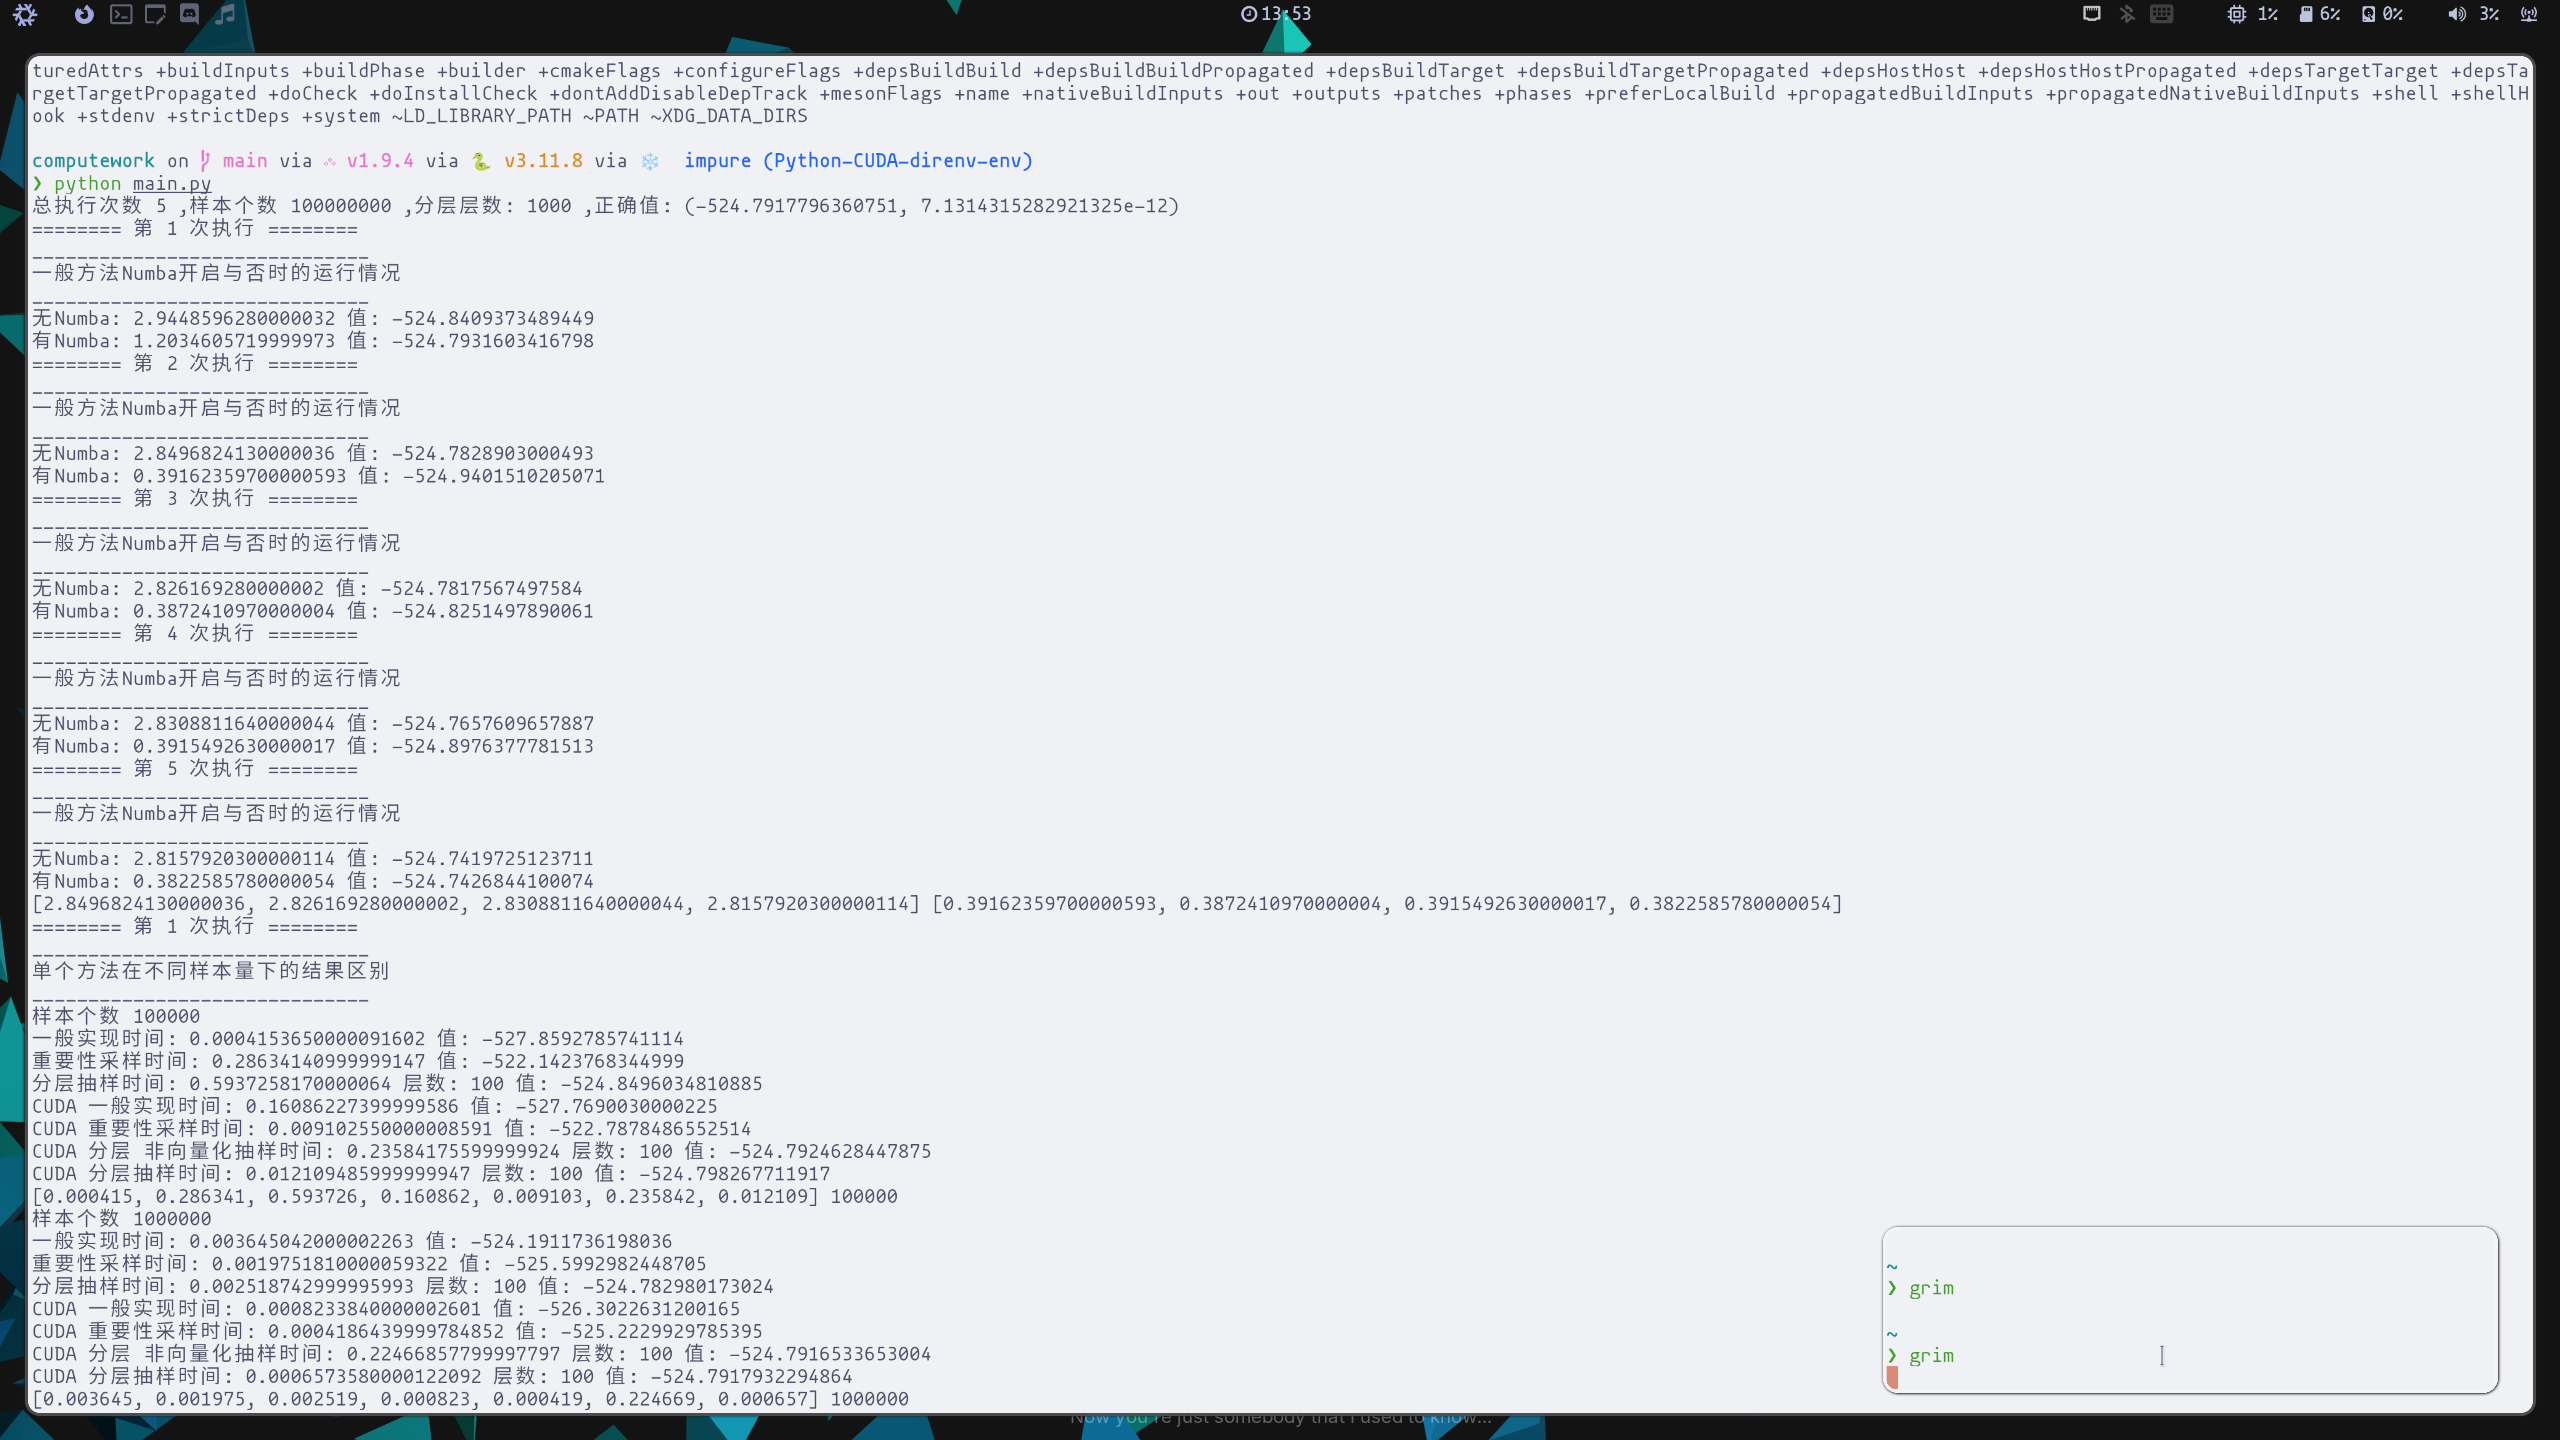 13:53
1% 6% 0% 3%
turedAttrs +buildInputs +buildPhase +builder +cmakeFlags +configureFlags +depsBuildBuild +depsBuildBuildPropagated +depsBuildTarget +depsBuildTargetPropagated +depsHostHost +depsHostHostPropagated +depsTargetTarget +depsTa
rgetTargetPropagated +doCheck +doInstallCheck +dontAddDisableDepTrack +mesonFlags +name +nativeBuildInputs +out +outputs +patches +phases +preferLocalBuild +propagatedBuildInputs +propagatedNativeBuildInputs +shell +shellH
ook +stdenv +strictDeps +system ~LD_LIBRARY_PATH ~PATH ~XDG_DATA_DIRS
computework on main via v1.9.4 via 🐍 v3.11.8 via ❄️ impure (Python-CUDA-direnv-env)
❯ python main.py
总执行次数 5 ,样本个数 100000000 ,分层层数: 1000 ,正确值: (-524.7917796360751, 7.1314315282921325e-12)
======== 第 1 次执行 ========
______________________________
一般方法Numba开启与否时的运行情况
______________________________
无Numba: 2.9448596280000032 值: -524.8409373489449
有Numba: 1.2034605719999973 值: -524.7931603416798
======== 第 2 次执行 ========
______________________________
一般方法Numba开启与否时的运行情况
______________________________
无Numba: 2.8496824130000036 值: -524.7828903000493
有Numba: 0.39162359700000593 值: -524.9401510205071
======== 第 3 次执行 ========
______________________________
一般方法Numba开启与否时的运行情况
______________________________
无Numba: 2.826169280000002 值: -524.7817567497584
有Numba: 0.3872410970000004 值: -524.8251497890061
======== 第 4 次执行 ========
______________________________
一般方法Numba开启与否时的运行情况
______________________________
无Numba: 2.8308811640000044 值: -524.7657609657887
有Numba: 0.3915492630000017 值: -524.8976377781513
======== 第 5 次执行 ========
______________________________
一般方法Numba开启与否时的运行情况
______________________________
无Numba: 2.8157920300000114 值: -524.7419725123711
有Numba: 0.3822585780000054 值: -524.7426844100074
[2.8496824130000036, 2.826169280000002, 2.8308811640000044, 2.8157920300000114] [0.39162359700000593, 0.3872410970000004, 0.3915492630000017, 0.3822585780000054]
======== 第 1 次执行 ========
______________________________
单个方法在不同样本量下的结果区别
______________________________
样本个数 100000
一般实现时间: 0.0004153650000091602 值: -527.8592785741114
重要性采样时间: 0.28634140999999147 值: -522.1423768344999
分层抽样时间: 0.5937258170000064 层数: 100 值: -524.8496034810885
CUDA 一般实现时间: 0.16086227399999586 值: -527.7690030000225
CUDA 重要性采样时间: 0.009102550000008591 值: -522.7878486552514
CUDA 分层 非向量化抽样时间: 0.23584175599999924 层数: 100 值: -524.7924628447875
CUDA 分层抽样时间: 0.012109485999999947 层数: 100 值: -524.798267711917
[0.000415, 0.286341, 0.593726, 0.160862, 0.009103, 0.235842, 0.012109] 100000
样本个数 1000000
一般实现时间: 0.003645042000002263 值: -524.1911736198036
重要性采样时间: 0.0019751810000059322 值: -525.5992982448705
分层抽样时间: 0.002518742999995993 层数: 100 值: -524.782980173024
CUDA 一般实现时间: 0.0008233840000002601 值: -526.3022631200165
CUDA 重要性采样时间: 0.0004186439999784852 值: -525.2229929785395
CUDA 分层 非向量化抽样时间: 0.22466857799997797 层数: 100 值: -524.7916533653004
CUDA 分层抽样时间: 0.0006573580000122092 层数: 100 值: -524.7917932294864
[0.003645, 0.001975, 0.002519, 0.000823, 0.000419, 0.224669, 0.000657] 1000000
~
❯ grim
~
❯ grim
Now you're just somebody that I used to know...